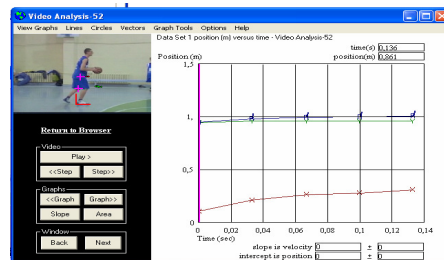 Video Analysis-52
View Graphs Lines Circles Vectors Graph Tools Options Help
Data Set 1 position (m) versus time - Video Analysis-52
time(s) 0,136
Position (m) position(m) 0,861
1,5
1,
0,5
0
0 0,02 0,04 0,06 0,08 0,1 0,12 0,14
Time (sec)
slope is velocity 0 ± 0
intercept is position 0 ± 0
Return to Browser
Video
Play >
<<Step Step>>
Graphs
<<Graph Graph>>
Slope Area
Window
Back Next